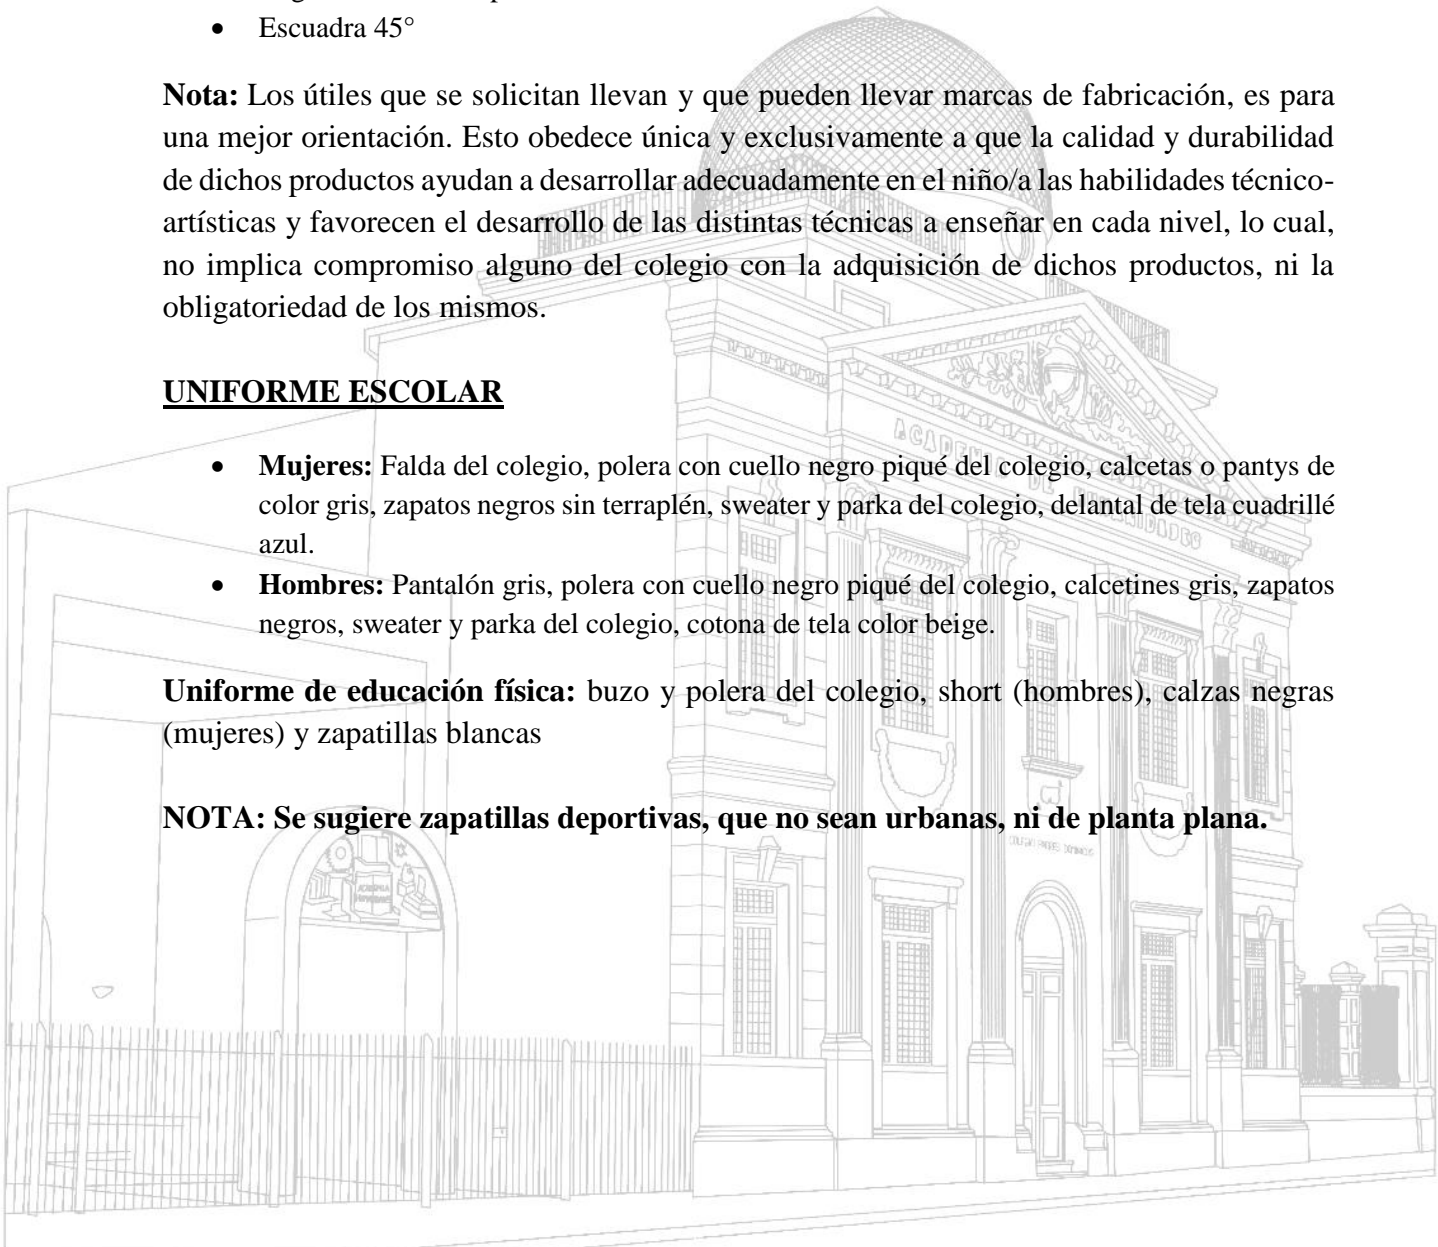 • Escuadra 45°
Nota: Los útiles que se solicitan llevan y que pueden llevar marcas de fabricación, es para
una mejor orientación. Esto obedece única y exclusivamente a que la calidad y durabilidad
de dichos productos ayudan a desarrollar adecuadamente en el niño/a las habilidades técnico-
artísticas y favorecen el desarrollo de las distintas técnicas a enseñar en cada nivel, lo cual,
no implica compromiso alguno del colegio con la adquisición de dichos productos, ni la
obligatoriedad de los mismos.
UNIFORME ESCOLAR
• Mujeres: Falda del colegio, polera con cuello negro piqué del colegio, calcetas o pantys de
color gris, zapatos negros sin terraplén, sweater y parka del colegio, delantal de tela cuadrillé
azul.
• Hombres: Pantalón gris, polera con cuello negro piqué del colegio, calcetines gris, zapatos
negros, sweater y parka del colegio, cotona de tela color beige.
Uniforme de educación física: buzo y polera del colegio, short (hombres), calzas negras
(mujeres) y zapatillas blancas
NOTA: Se sugiere zapatillas deportivas, que no sean urbanas, ni de planta plana.
ACADEMIA DE HUMANIDADES
COLEGIO PADRES DOMINICOS
ACADEMIA
HUMANIDADES